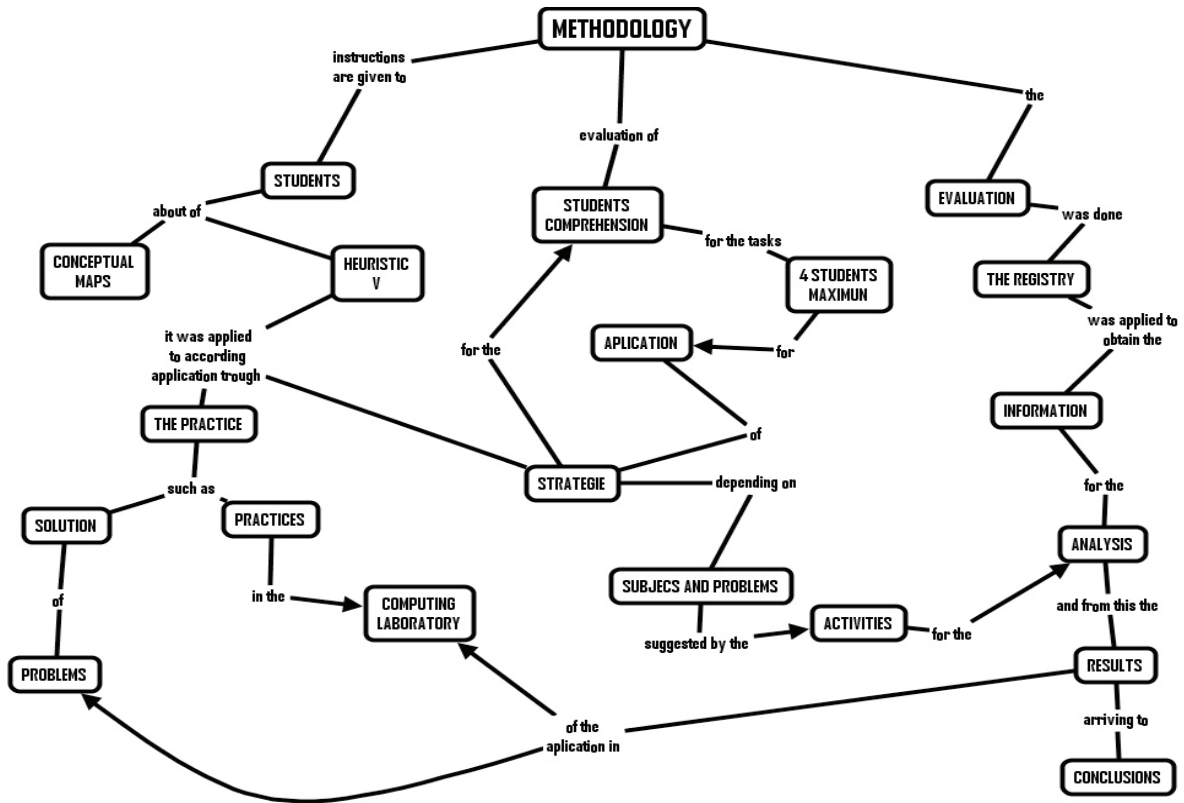 METHODOLOGY
instructions
are given to
the
evaluation of
STUDENTS
STUDENTS
COMPREHENSION
EVALUATION
about of
was done
for the tasks
CONCEPTUAL
MAPS
HEURISTIC
V
4 STUDENTS
MAXIMUN
THE REGISTRY
was applied to
obtain the
it was applied
to according
application trough
for the
APLICATION
for
THE PRACTICE
INFORMATION
of
such as
STRATEGIE
depending on
for the
SOLUTION
PRACTICES
ANALYSIS
of
in the
COMPUTING
LABORATORY
SUBJECS AND PROBLEMS
and from this the
suggested by the
ACTIVITIES
for the
PROBLEMS
RESULTS
of the
aplication in
arriving to
CONCLUSIONS